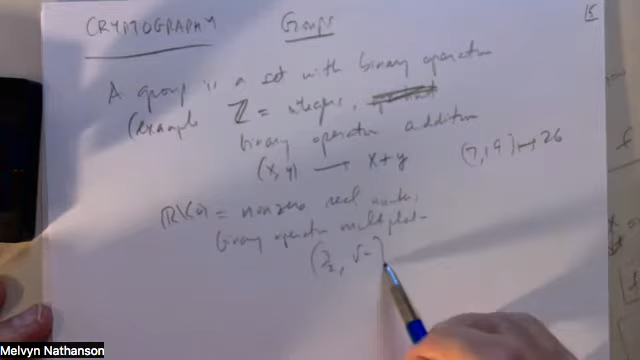 CRYPTOGRAPHY Groups 15
A group is a set with binary operation
(example ℤ = integers,
binary operation addition
(x, y) → x+y (7, 19) ↦ 26
ℝ\{0} = nonzero real numbers,
binary operation multiplication
Melvyn Nathanson